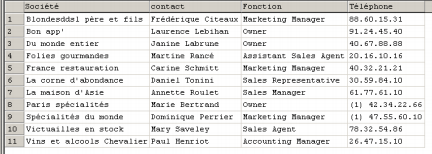 Société contact Fonction Téléphone
1 Blondesddsl père et fils Frédérique Citeaux Marketing Manager 88.60.15.31
2 Bon app' Laurence Lebihan Owner 91.24.45.40
3 Du monde entier Janine Labrune Owner 40.67.88.88
4 Folies gourmandes Martine Rancé Assistant Sales Agent 20.16.10.16
5 France restauration Carine Schmitt Marketing Manager 40.32.21.21
6 La corne d'abondance Daniel Tonini Sales Representative 30.59.84.10
7 La maison d'Asie Annette Roulet Sales Manager 61.77.61.10
8 Paris spécialités Marie Bertrand Owner (1) 42.34.22.66
9 Spécialités du monde Dominique Perrier Marketing Manager (1) 47.55.60.10
10 Victuailles en stock Mary Saveley Sales Agent 78.32.54.86
11 Vins et alcools Chevalier Paul Henriot Accounting Manager 26.47.15.10